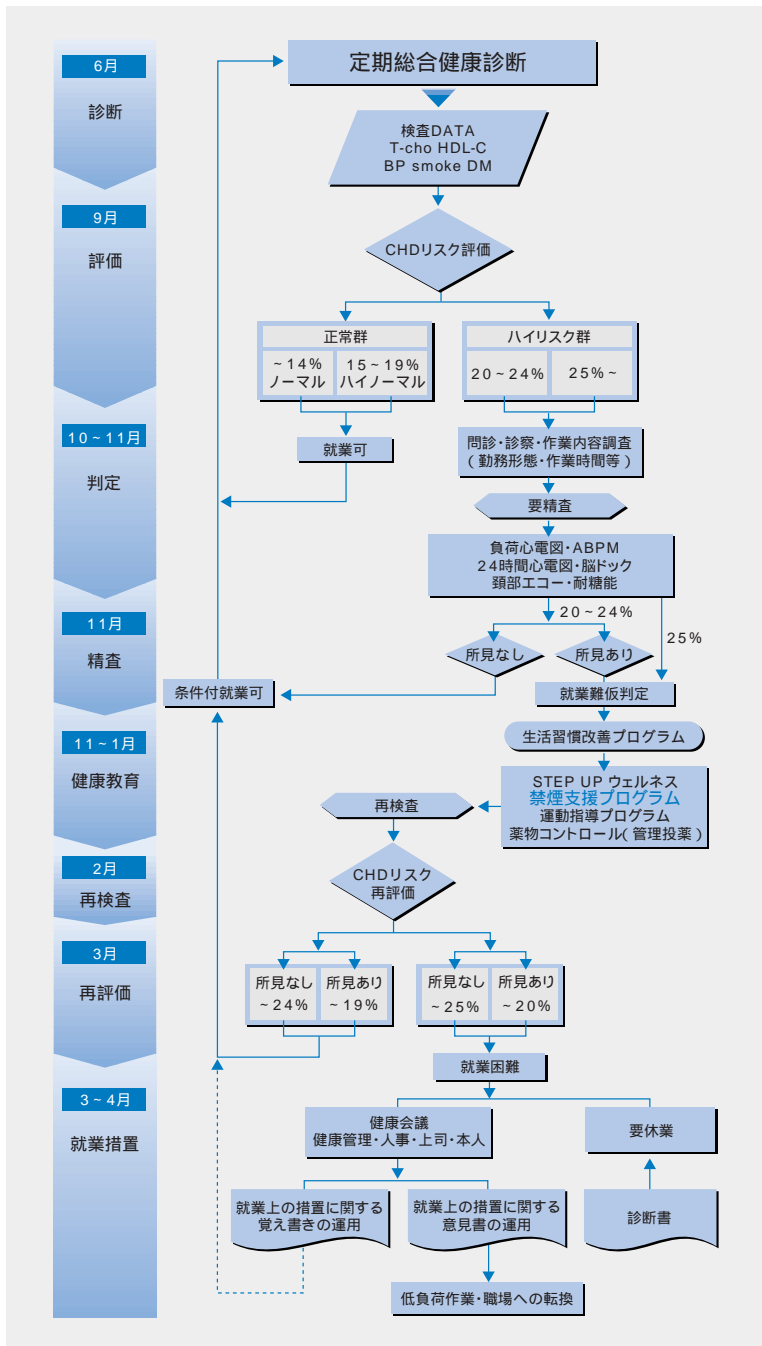 6月
診断
9月
評価
10~11月
判定
11月
精査
11~1月
健康教育
2月
再検査
3月
再評価
3~4月
就業措置
定期総合健康診断
検査DATA
T-cho HDL-C
BP smoke DM
CHDリスク評価
正常群
~14%
ノーマル
15~19%
ハイノーマル
ハイリスク群
20~24%
25%~
就業可
問診・診察・作業内容調査
(勤務形態・作業時間等)
要精査
負荷心電図・ABPM
24時間心電図・脳ドック
頸部エコー・耐糖能
20~24%
25%
所見なし
所見あり
条件付就業可
就業難仮判定
生活習慣改善プログラム
STEP UP ウェルネス
禁煙支援プログラム
運動指導プログラム
薬物コントロール(管理投薬)
再検査
CHDリスク
再評価
所見なし
~24%
所見あり
~19%
所見なし
~25%
所見あり
~20%
就業困難
健康会議
健康管理・人事・上司・本人
要休業
就業上の措置に関する
覚え書きの運用
就業上の措置に関する
意見書の運用
診断書
低負荷作業・職場への転換